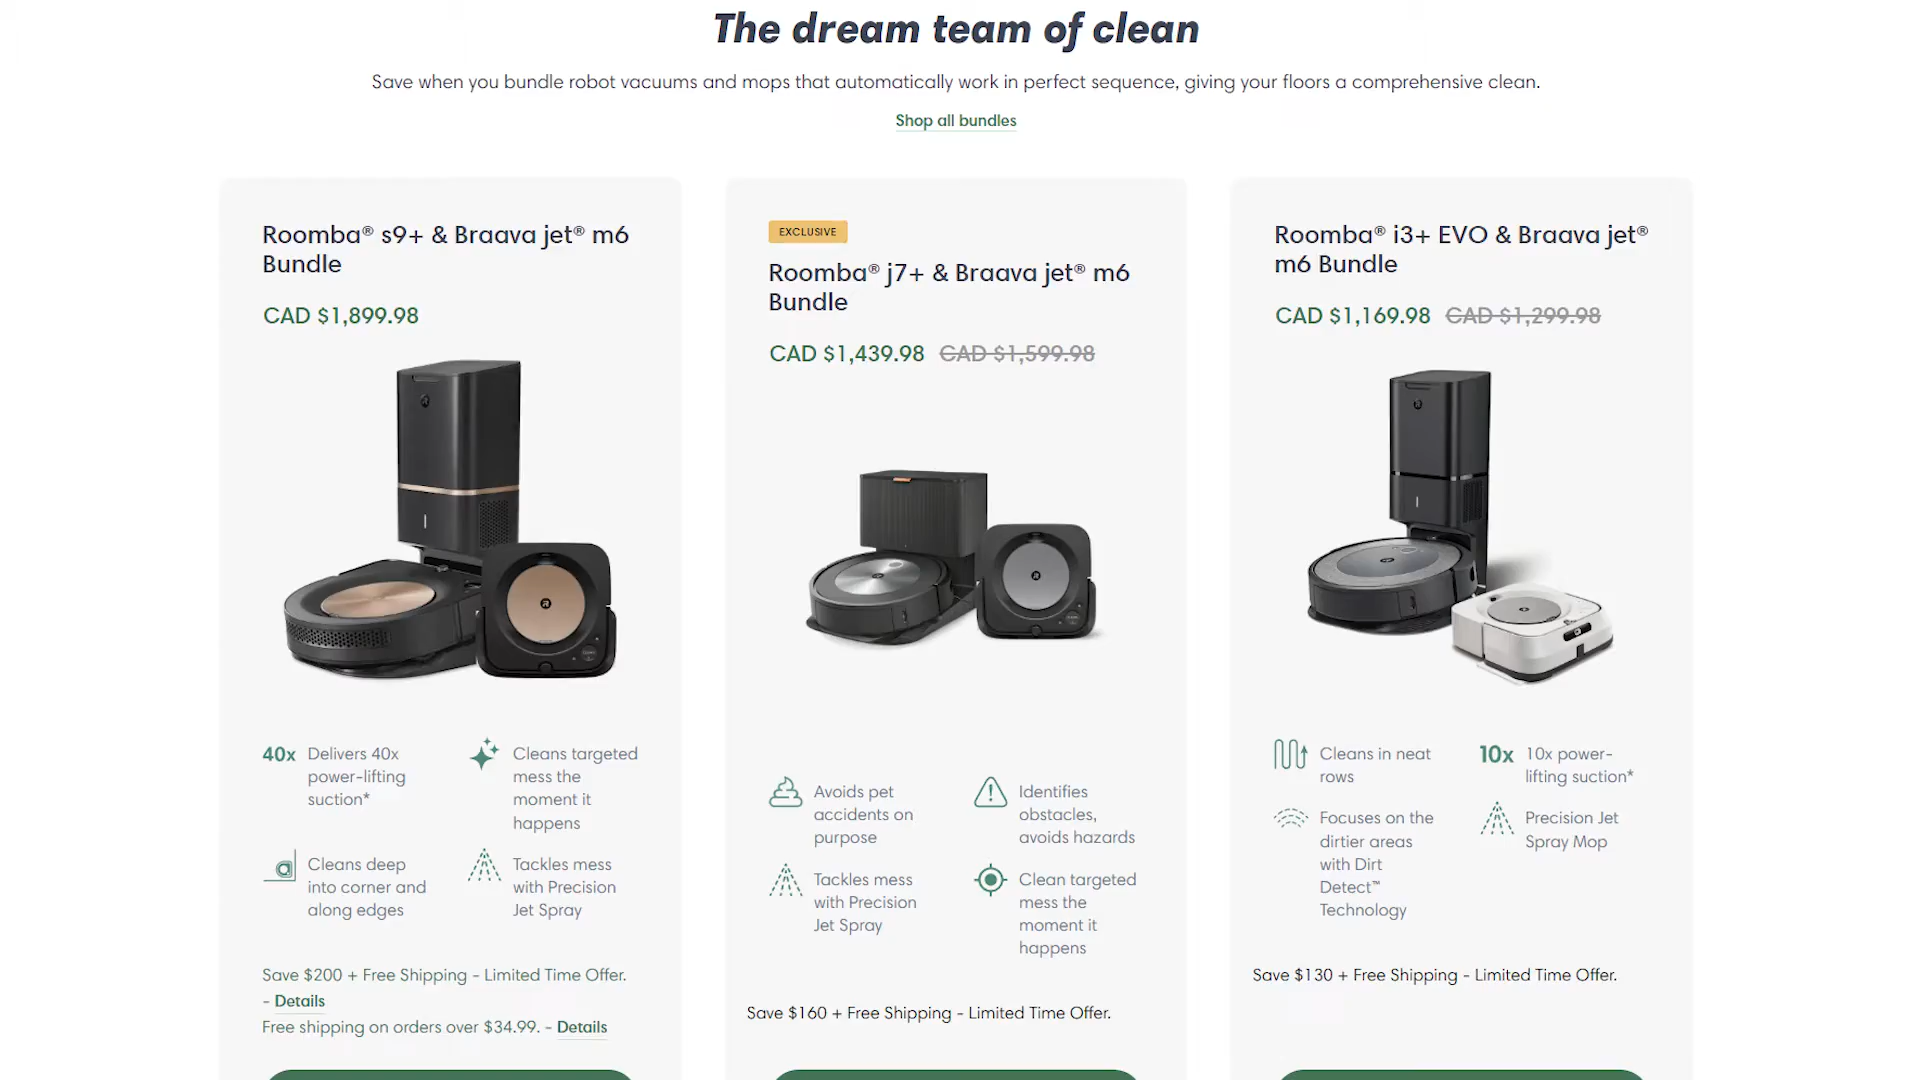 The dream team of clean
Save when you bundle robot vacuums and mops that automatically work in perfect sequence, giving your floors a comprehensive clean.
Shop all bundles
Roomba® s9+ & Braava jet® m6
Bundle
CAD $1,899.98
40x
Delivers 40x
power-lifting
suction*
Cleans targeted
mess the
moment it
happens
Cleans deep
into corner and
along edges
Tackles mess
with Precision
Jet Spray
Save $200 + Free Shipping - Limited Time Offer.
- Details
Free shipping on orders over $34.99. - Details
EXCLUSIVE
Roomba® j7+ & Braava jet® m6
Bundle
CAD $1,439.98 CAD $1,599.98
Avoids pet
accidents on
purpose
Identifies
obstacles,
avoids hazards
Tackles mess
with Precision
Jet Spray
Clean targeted
mess the
moment it
happens
Save $160 + Free Shipping - Limited Time Offer.
Roomba® i3+ EVO & Braava jet®
m6 Bundle
CAD $1,169.98 CAD $1,299.98
Cleans in neat
rows
10x
10x power-
lifting suction*
Focuses on the
dirtier areas
with Dirt
Detect™
Technology
Precision Jet
Spray Mop
Save $130 + Free Shipping - Limited Time Offer.